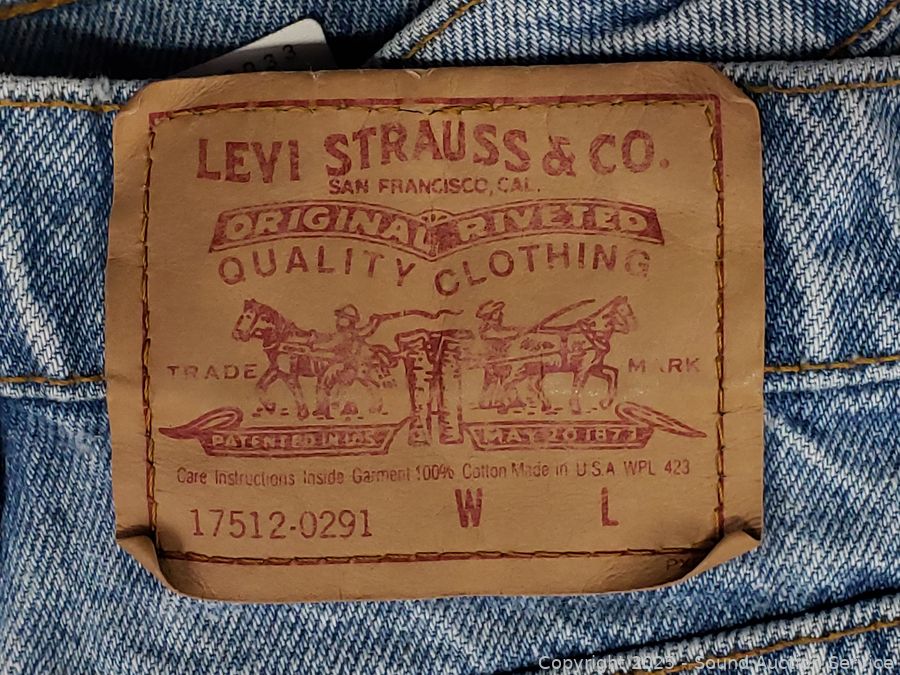 933
LEVI STRAUSS & CO.
SAN FRANCISCO, CAL.
ORIGINAL RIVETED
QUALITY CLOTHING
TRADE MARK
PATENTED IN U.S. MAY 20 1873
Care Instructions Inside Garment 100% Cotton Made in U.S.A. WPL 423
17512-0291 W L
Copyright 2025 - Sound Auction Service